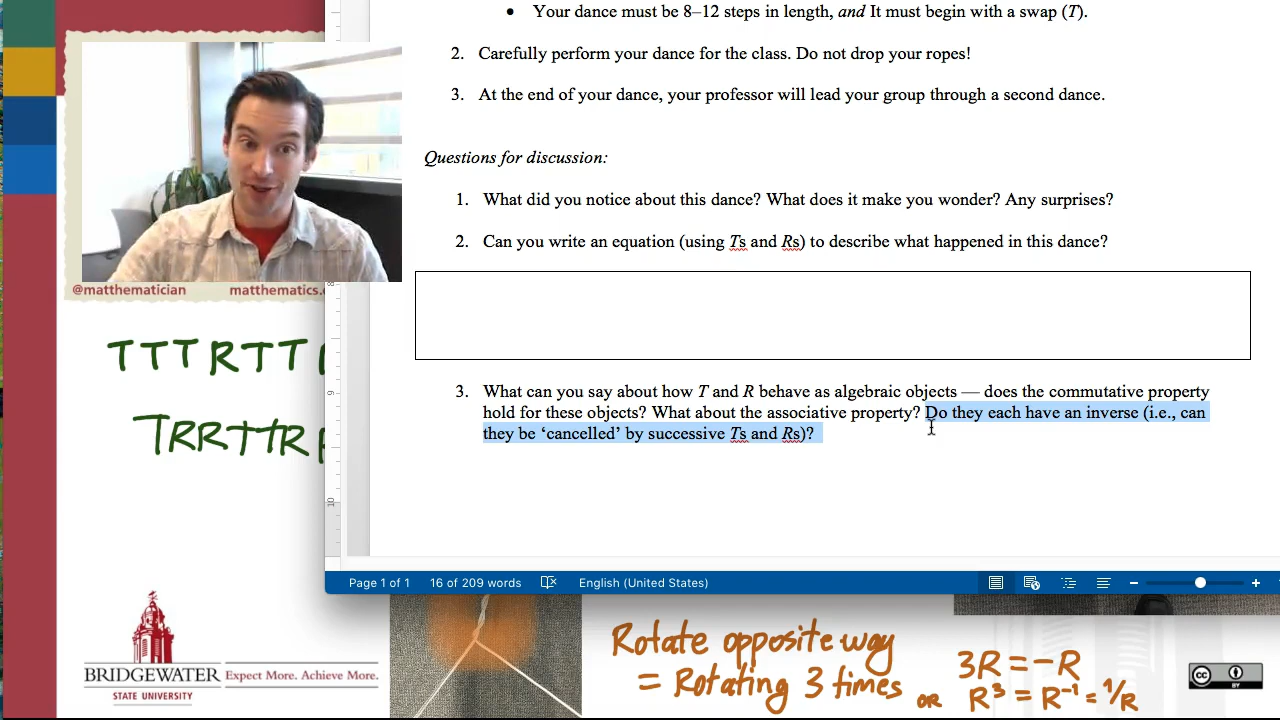 • Your dance must be 8–12 steps in length, and It must begin with a swap (T).
2. Carefully perform your dance for the class. Do not drop your ropes!
3. At the end of your dance, your professor will lead your group through a second dance.
Questions for discussion:
1. What did you notice about this dance? What does it make you wonder? Any surprises?
2. Can you write an equation (using Ts and Rs) to describe what happened in this dance?
@matthematician matthematics.c
TTTRTT
TRRTTR
8
9
10
3. What can you say about how T and R behave as algebraic objects — does the commutative property
hold for these objects? What about the associative property? Do they each have an inverse (i.e., can
they be ‘cancelled’ by successive Ts and Rs)?
Page 1 of 1 16 of 209 words English (United States)
Rotate opposite way
= Rotating 3 times OR
3R = -R
R³ = R⁻¹ = 1/R
BRIDGEWATER
STATE UNIVERSITY
Expect More. Achieve More.
cc BY